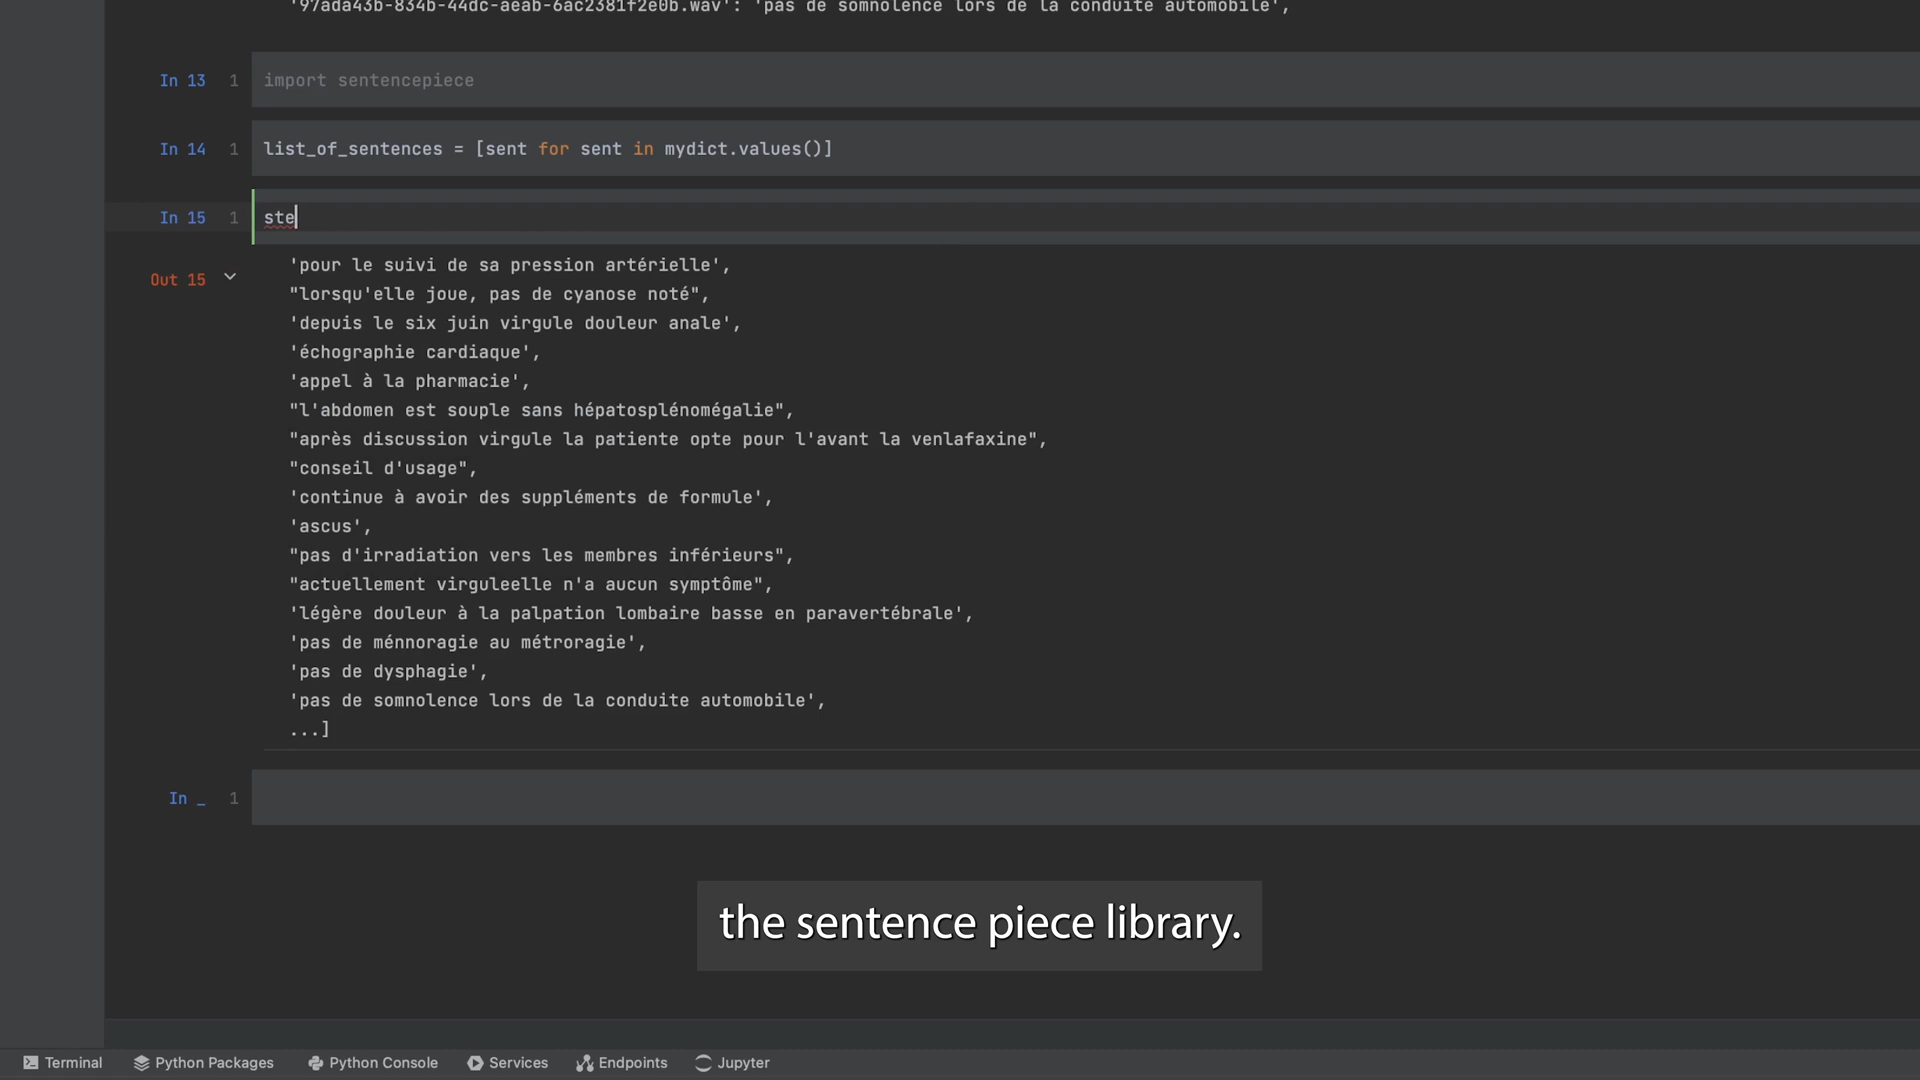 '97ada43b-834b-44dc-aeab-6ac2381f2e0b.wav': 'pas de somnolence lors de la conduite automobile',
In 13 1 import sentencepiece
In 14 1 list_of_sentences = [sent for sent in mydict.values()]
In 15 1 ste
Out 15 'pour le suivi de sa pression artérielle',
"lorsqu'elle joue, pas de cyanose noté",
'depuis le six juin virgule douleur anale',
'échographie cardiaque',
'appel à la pharmacie',
"l'abdomen est souple sans hépatosplénomégalie",
"après discussion virgule la patiente opte pour l'avant la venlafaxine",
"conseil d'usage",
'continue à avoir des suppléments de formule',
'ascus',
"pas d'irradiation vers les membres inférieurs",
"actuellement virguleelle n'a aucun symptôme",
'légère douleur à la palpation lombaire basse en paravertébrale',
'pas de ménnoragie au métroragie',
'pas de dysphagie',
'pas de somnolence lors de la conduite automobile',
...]
In _ 1
the sentence piece library.
Terminal Python Packages Python Console Services Endpoints Jupyter